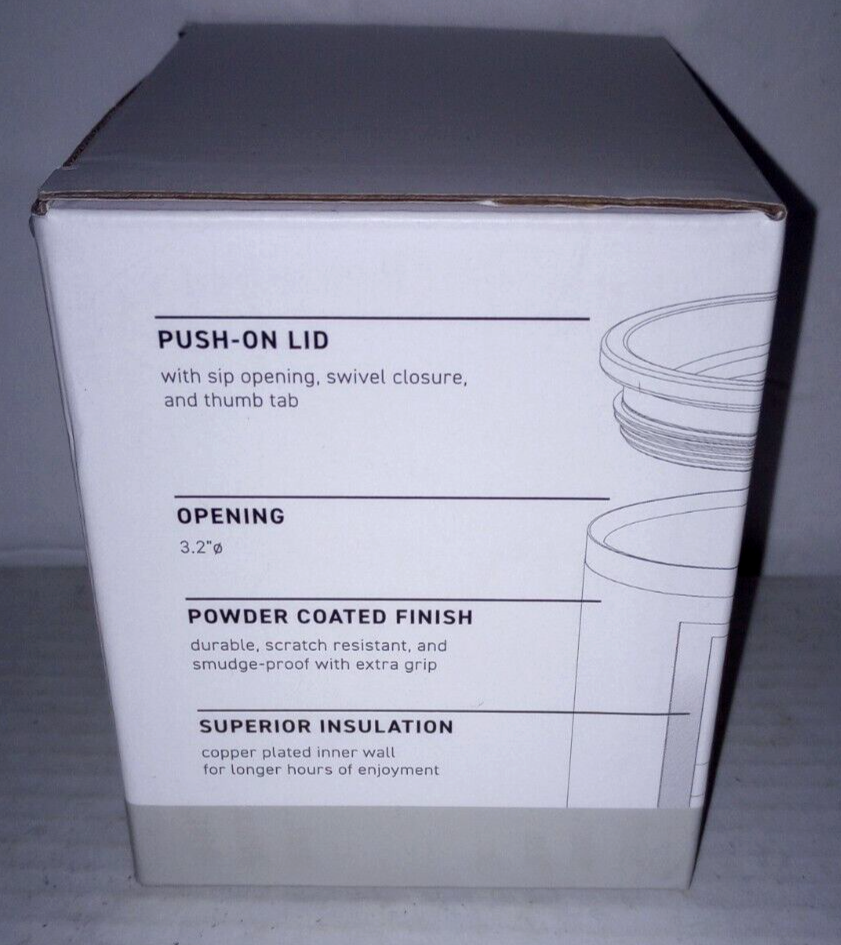 PUSH-ON LID
with sip opening, swivel closure,
and thumb tab
OPENING
3.2"ø
POWDER COATED FINISH
durable, scratch resistant, and
smudge-proof with extra grip
SUPERIOR INSULATION
copper plated inner wall
for longer hours of enjoyment